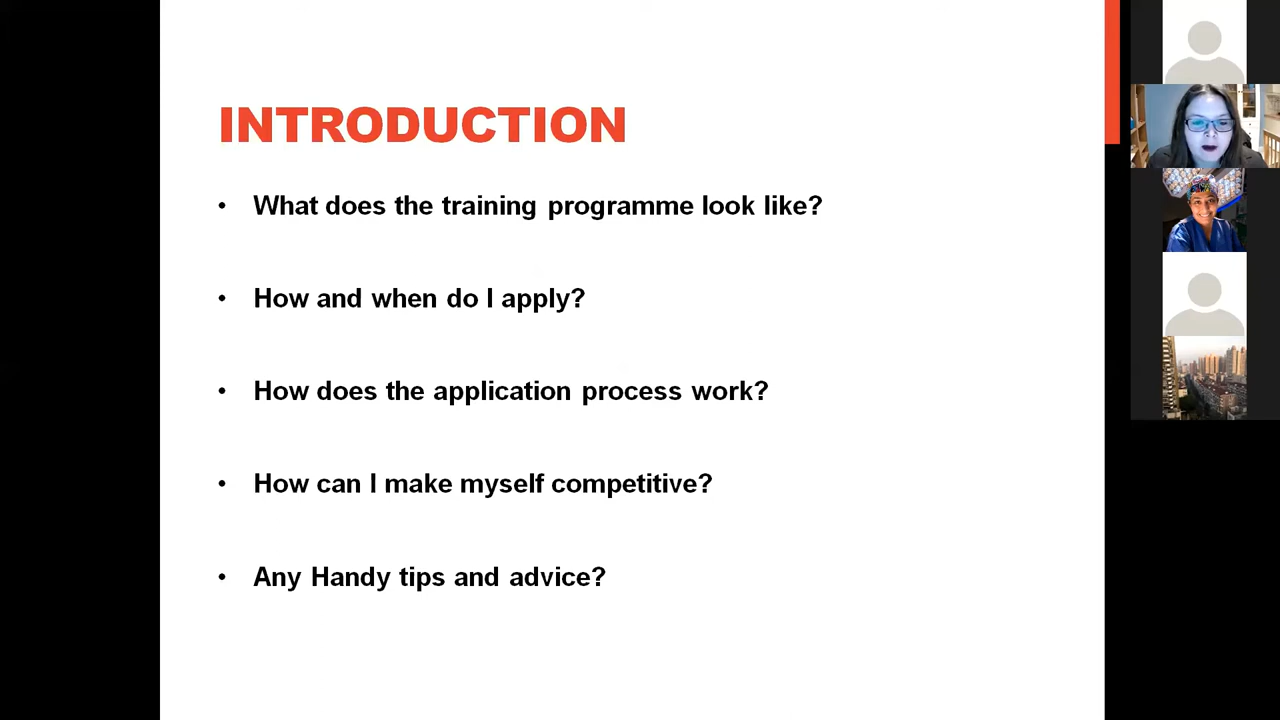 INTRODUCTION
• What does the training programme look like?
• How and when do I apply?
• How does the application process work?
• How can I make myself competitive?
• Any Handy tips and advice?